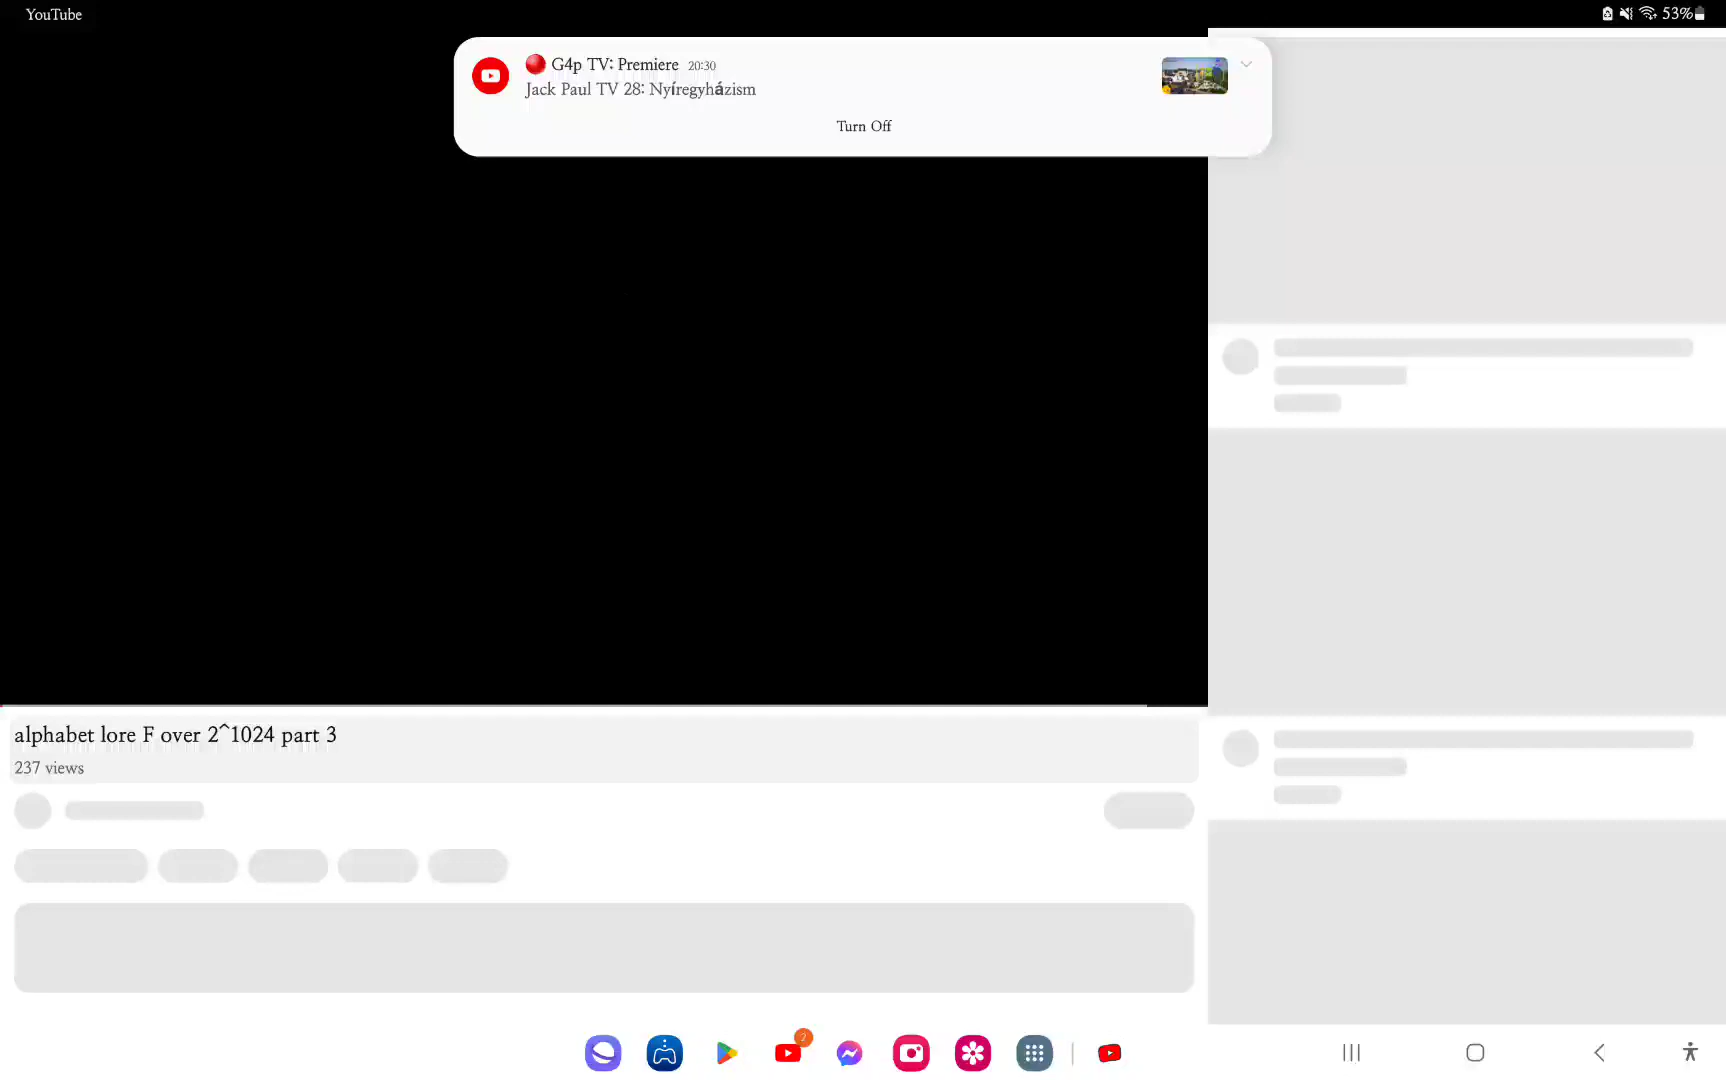 YouTube
53%
G4p TV: Premiere 20:30
Jack Paul TV 28: Nyíregyházism
Turn Off
alphabet lore F over 2^1024 part 3
237 views
2